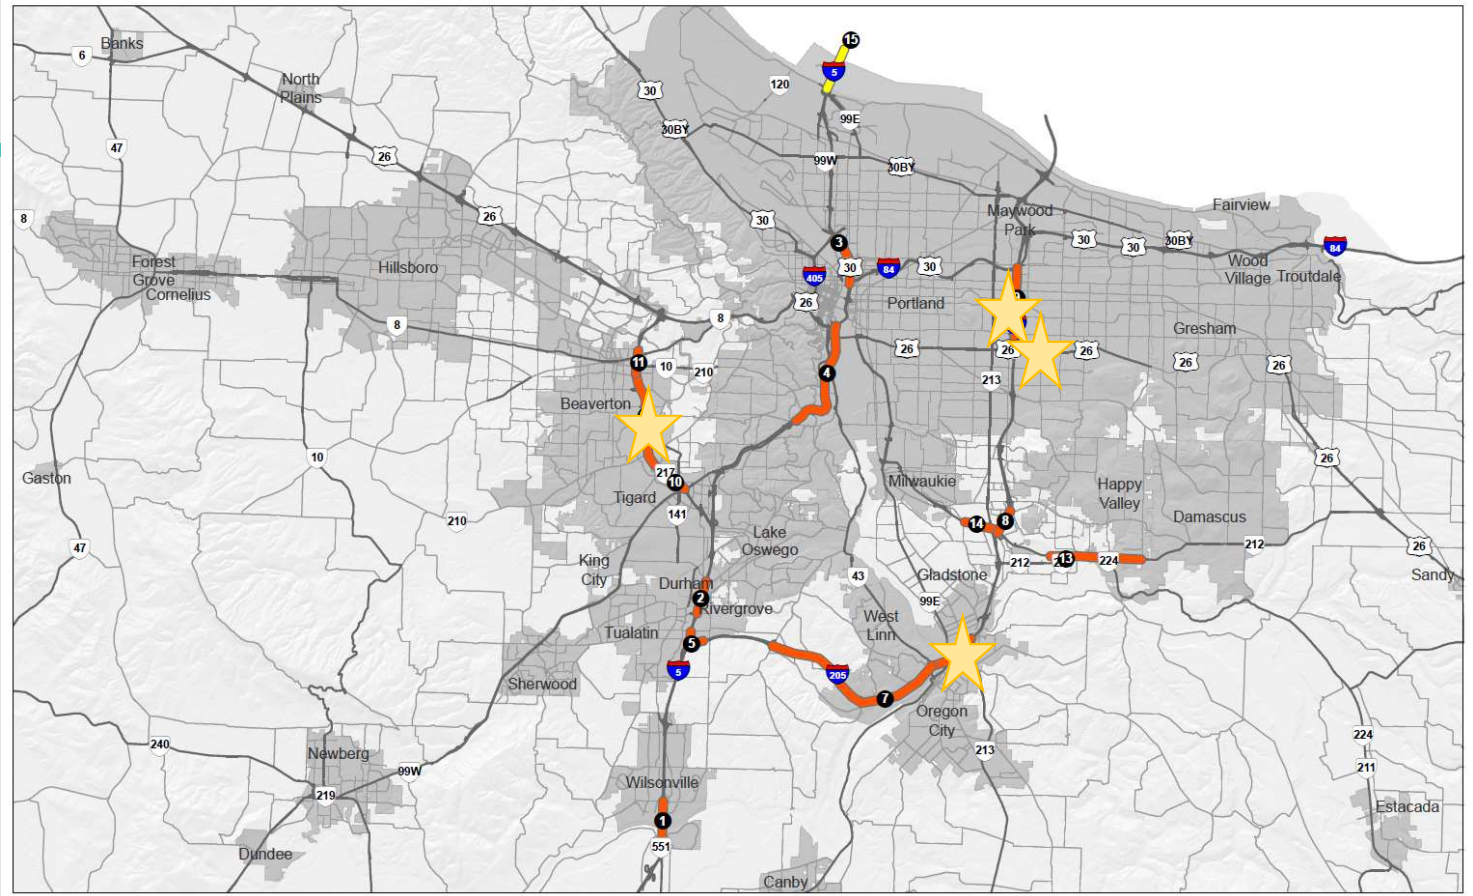 15
Banks
6
5
North
Plains
30
120
99E
30BY
47
26
99W
30BY
8
26
30
Maywood
Park
Fairview
30
30
30BY
3
84
Forest
Grove
Cornelius
Hillsboro
405
30
84
30
Wood
Village
Troutdale
26
Portland
8
8
Gresham
11
10
210
4
26
26
26
26
26
213
Beaverton
10
26
Gaston
217
10
Tigard
141
210
Milwaukie
Happy
Valley
Damascus
14
8
47
Lake
Oswego
212
26
King
City
13
224
212
Sandy
Durham
43
Gladstone
2
Rivergrove
99E
West
Linn
Tualatin
5
5
205
Sherwood
7
Oregon
City
240
Newberg
99W
213
224
211
219
Wilsonville
1
Estacada
551
Dundee
Canby